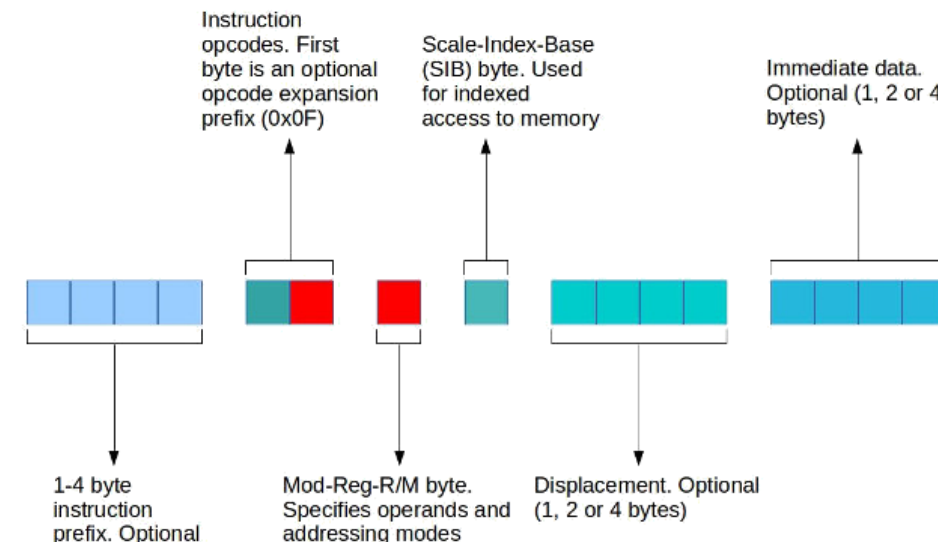 Instruction
opcodes. First
byte is an optional
opcode expansion
prefix (0x0F)
Scale-Index-Base
(SIB) byte. Used
for indexed
access to memory
Immediate data.
Optional (1, 2 or 4
bytes)
1-4 byte
instruction
prefix. Optional
Mod-Reg-R/M byte.
Specifies operands and
addressing modes
Displacement. Optional
(1, 2 or 4 bytes)